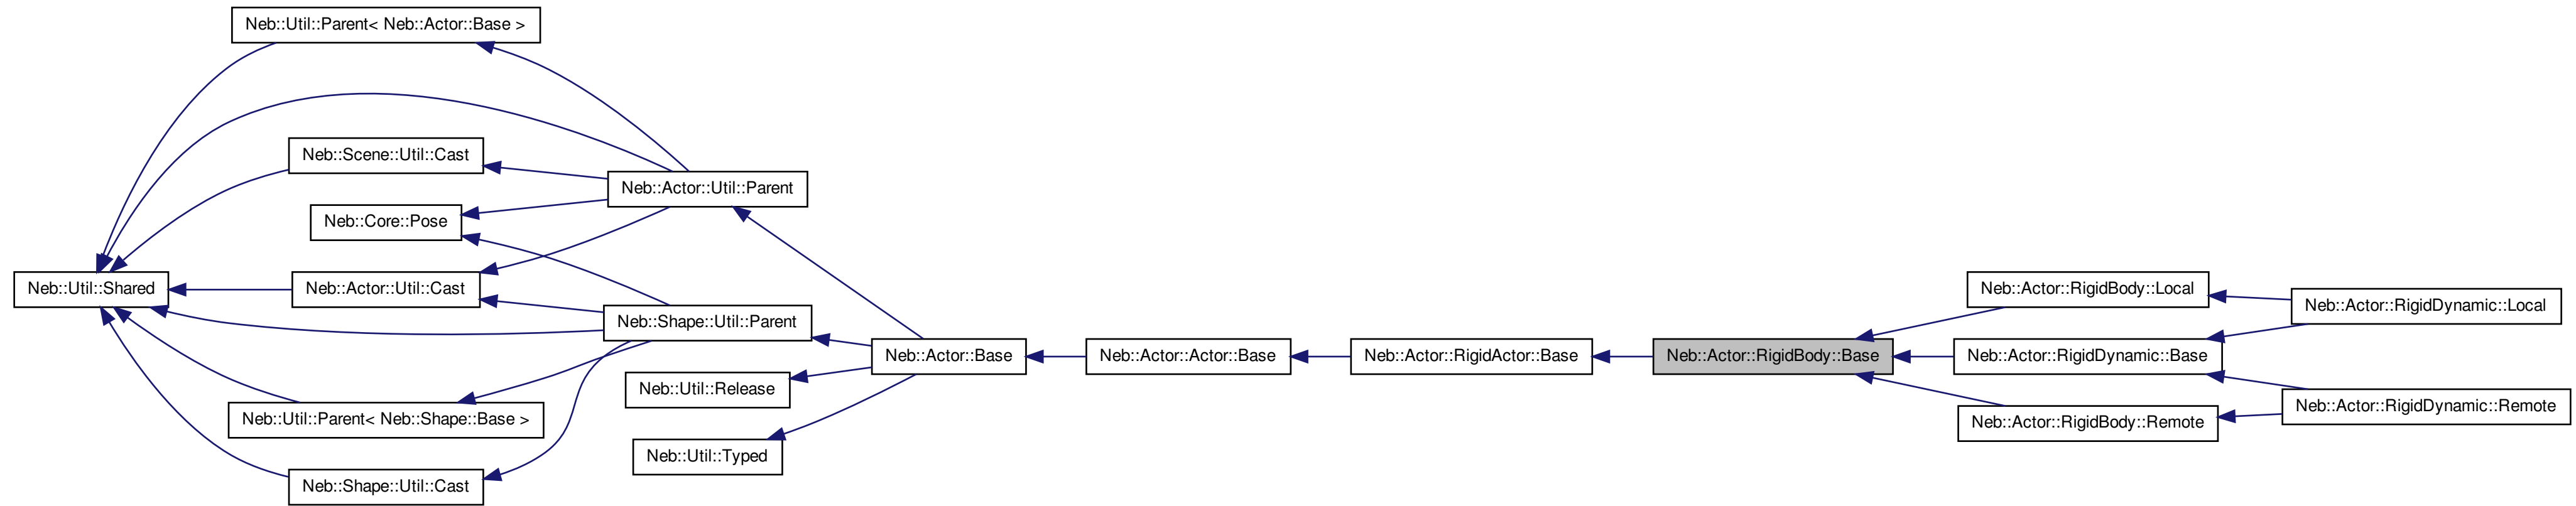 Neb::Util::Parent< Neb::Actor::Base >
Neb::Scene::Util::Cast
Neb::Actor::Util::Parent
Neb::Core::Pose
Neb::Util::Shared
Neb::Actor::Util::Cast
Neb::Actor::RigidBody::Local
Neb::Actor::RigidDynamic::Local
Neb::Shape::Util::Parent
Neb::Actor::Base
Neb::Actor::Actor::Base
Neb::Actor::RigidActor::Base
Neb::Actor::RigidBody::Base
Neb::Actor::RigidDynamic::Base
Neb::Util::Release
Neb::Actor::RigidDynamic::Remote
Neb::Util::Parent< Neb::Shape::Base >
Neb::Actor::RigidBody::Remote
Neb::Util::Typed
Neb::Shape::Util::Cast